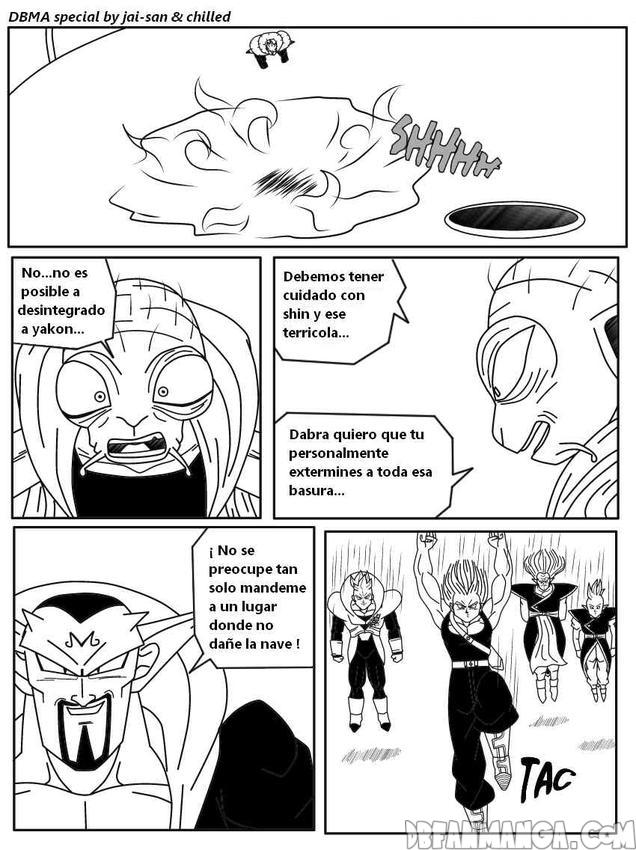 DBMA special by jai-san & chilled
SHHHH
No...no es
posible a
desintegrado
a yakon...
Debemos tener
cuidado con
shin y ese
terricola...
Dabra quiero que tu
personalmente
extermines a toda esa
basura...
¡ No se
preocupe tan
solo mandeme
a un lugar
donde no
dañe la nave !
M
TAC
DBFANMANGA.COM